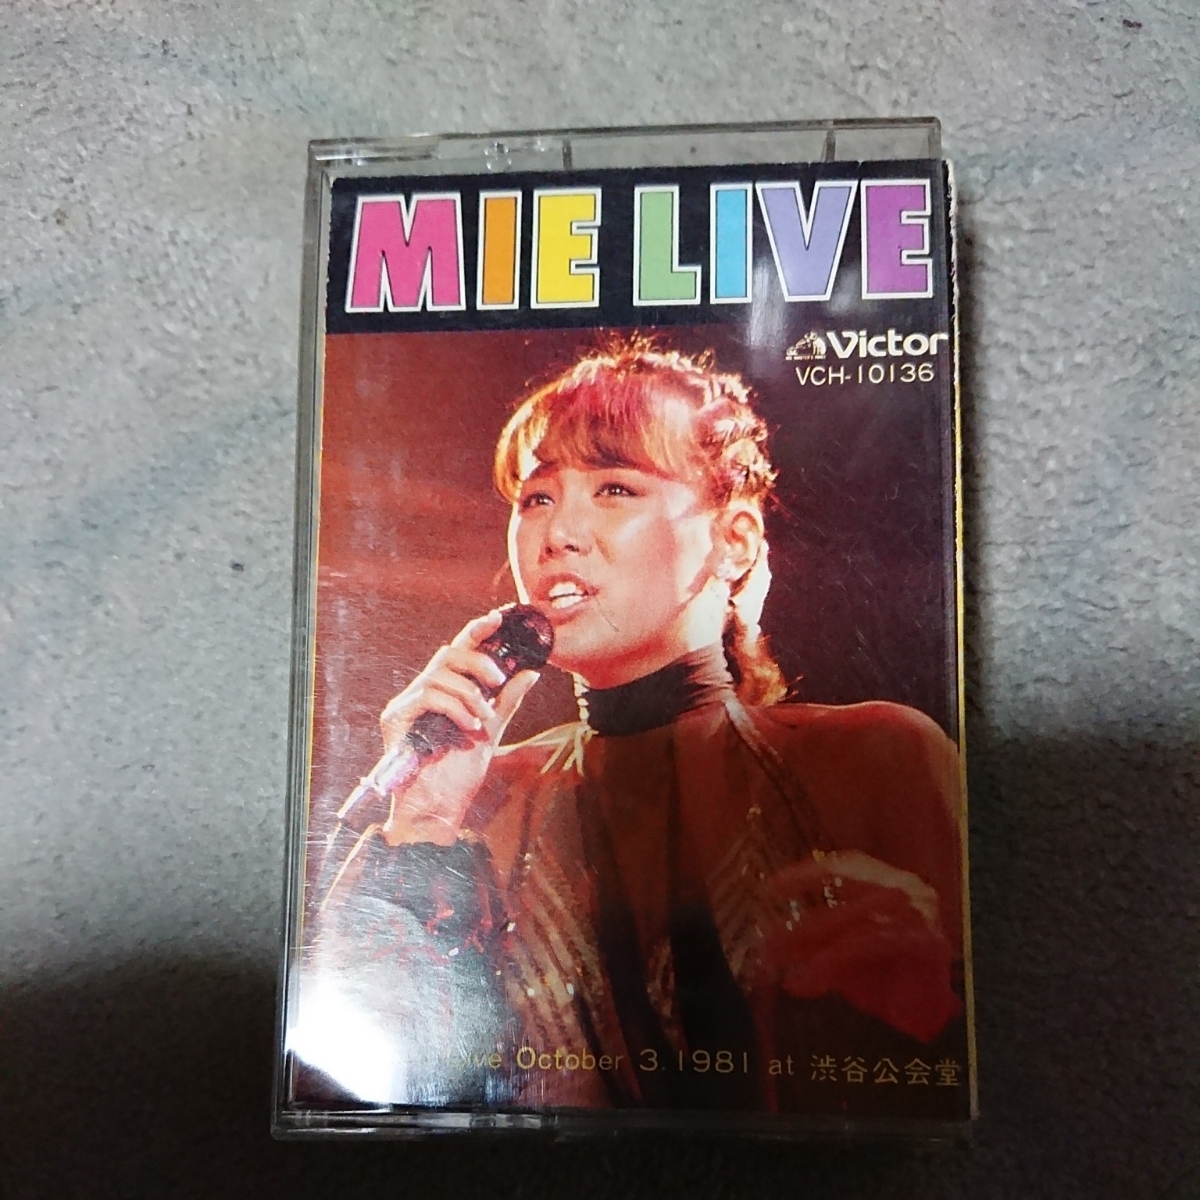 MIE LIVE
Victor
VCH-10136
Live October 3.1981 at 渋谷公会堂